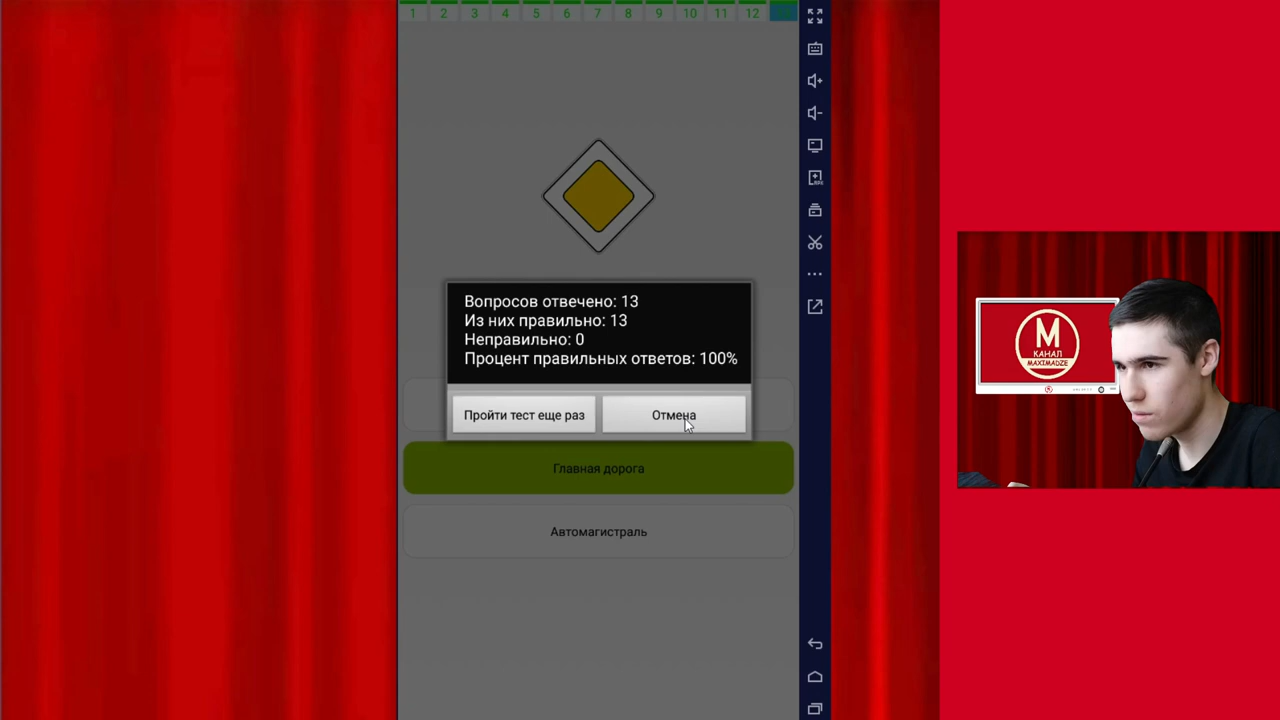 1 2 3 4 5 6 7 8 9 10 11 12
Вопросов отвечено: 13
Из них правильно: 13
Неправильно: 0
Процент правильных ответов: 100%
Пройти тест еще раз
Отмена
Главная дорога
Автомагистраль
М
КАНАЛ
MAXIMADZE